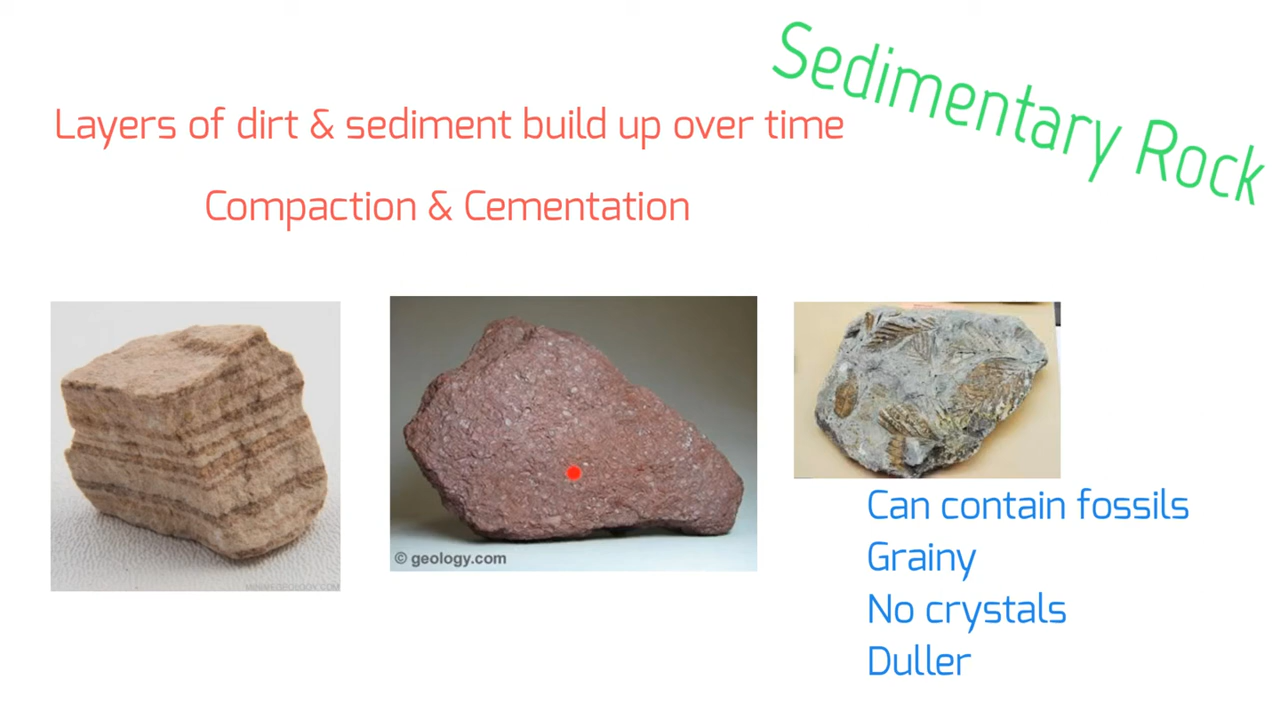 Sedimentary Rock
Layers of dirt & sediment build up over time
Compaction & Cementation
© geology.com
Can contain fossils
Grainy
No crystals
Duller